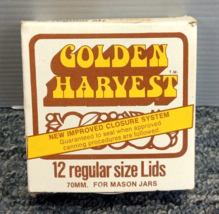 GOLDEN
HARVEST
T.M.
NEW IMPROVED CLOSURE SYSTEM
Guaranteed to seal when approved
canning procedures are followed.
12 regular size Lids
70MM. FOR MASON JARS